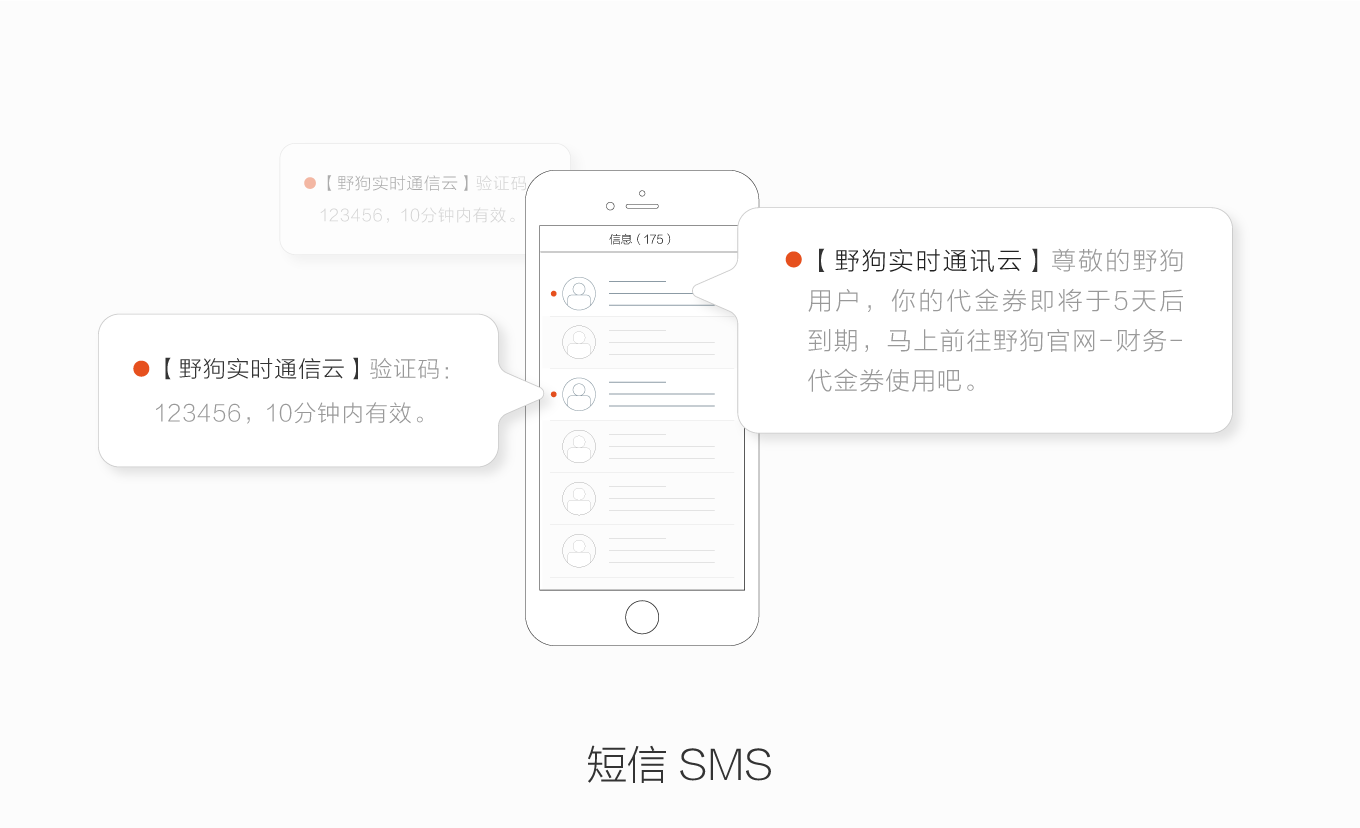 【野狗实时通信云】验证码
123456，10分钟内有效。
信息（175）
【野狗实时通讯云】尊敬的野狗
用户，你的代金券即将于5天后
到期，马上前往野狗官网-财务-
代金券使用吧。
【野狗实时通信云】验证码：
123456，10分钟内有效。
短信 SMS